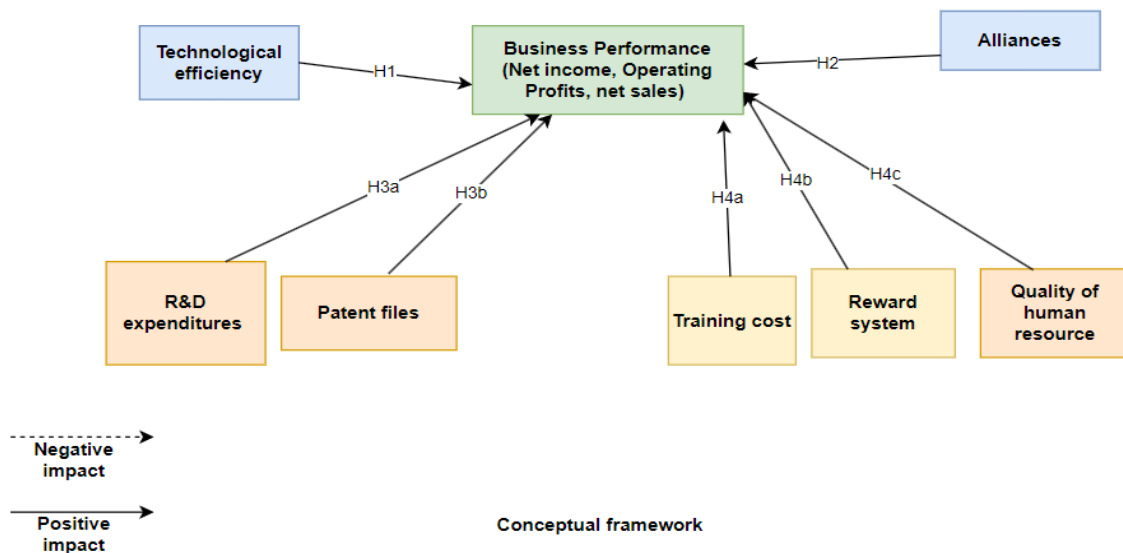 Technological
efficiency
H1
Business Performance
(Net income, Operating
Profits, net sales)
H2
Alliances
H3a
H3b
H4a
H4b
H4c
R&D
expenditures
Patent files
Training cost
Reward
system
Quality of
human
resource
Negative
impact
Positive
impact
Conceptual framework